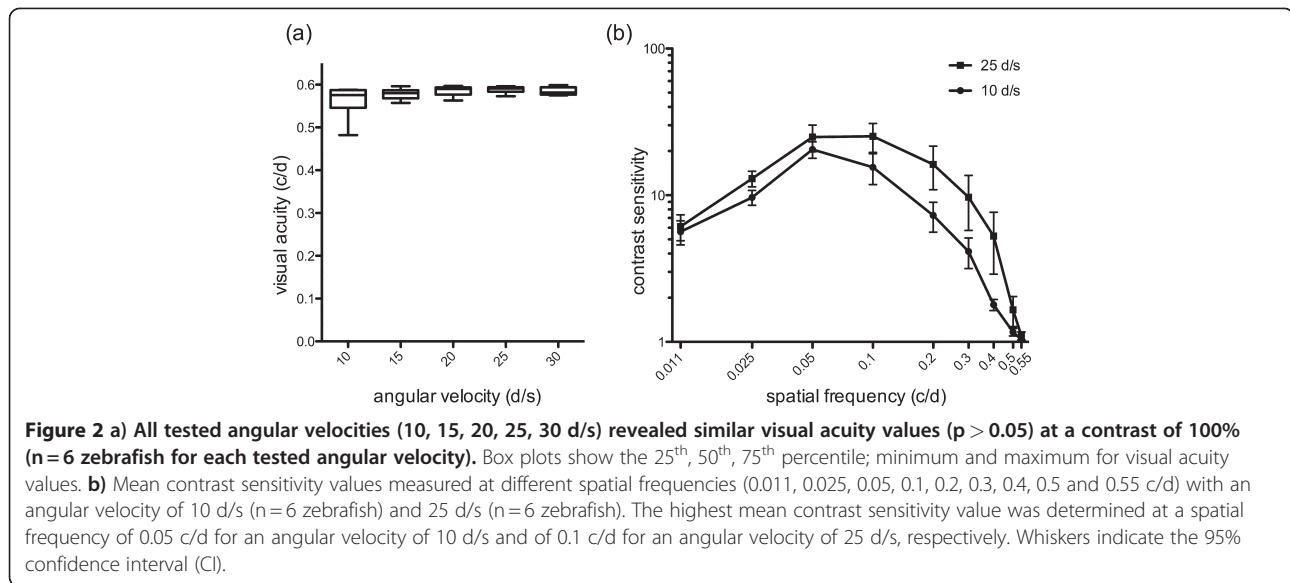 (a)
(b)
visual acuity (c/d)
0.6
0.5
0.4
0.3
0.2
0.1
0.0
10
15
20
25
30
angular velocity (d/s)
contrast sensitivity
100
10
1
25 d/s
10 d/s
0.011
0.025
0.05
0.1
0.2
0.3
0.4
0.5
0.55
spatial frequency (c/d)
Figure 2 a) All tested angular velocities (10, 15, 20, 25, 30 d/s) revealed similar visual acuity values (p > 0.05) at a contrast of 100%
(n = 6 zebrafish for each tested angular velocity). Box plots show the 25th, 50th, 75th percentile; minimum and maximum for visual acuity
values. b) Mean contrast sensitivity values measured at different spatial frequencies (0.011, 0.025, 0.05, 0.1, 0.2, 0.3, 0.4, 0.5 and 0.55 c/d) with an
angular velocity of 10 d/s (n = 6 zebrafish) and 25 d/s (n = 6 zebrafish). The highest mean contrast sensitivity value was determined at a spatial
frequency of 0.05 c/d for an angular velocity of 10 d/s and of 0.1 c/d for an angular velocity of 25 d/s, respectively. Whiskers indicate the 95%
confidence interval (CI).